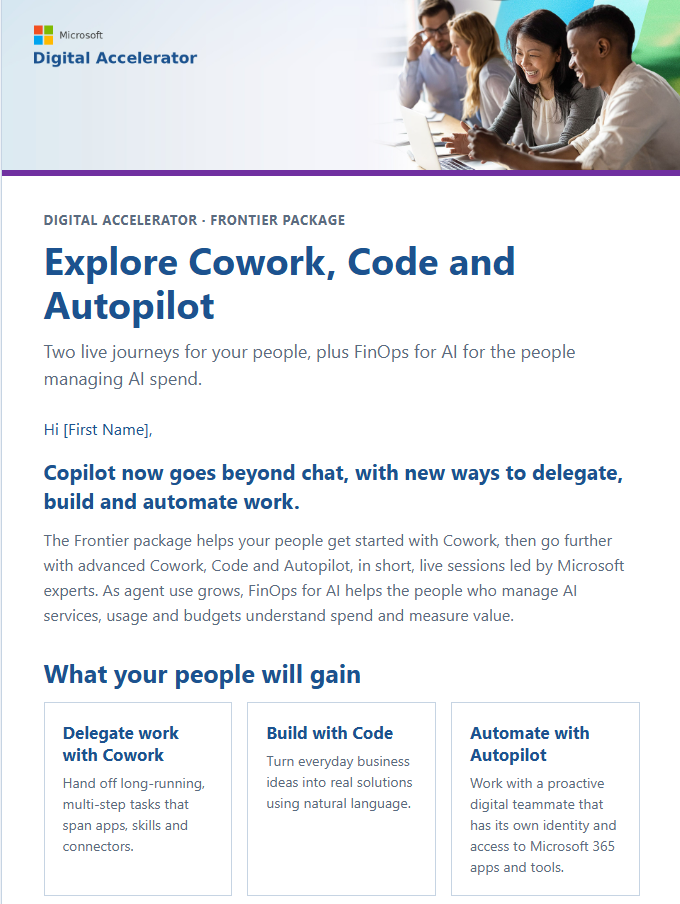 Microsoft
Digital Accelerator
DIGITAL ACCELERATOR · FRONTIER PACKAGE
Explore Cowork, Code and
Autopilot
Two live journeys for your people, plus FinOps for AI for the people
managing AI spend.
Hi [First Name],
Copilot now goes beyond chat, with new ways to delegate,
build and automate work.
The Frontier package helps your people get started with Cowork, then go further
with advanced Cowork, Code and Autopilot, in short, live sessions led by Microsoft
experts. As agent use grows, FinOps for AI helps the people who manage AI
services, usage and budgets understand spend and measure value.
What your people will gain
Delegate work
with Cowork
Hand off long-running,
multi-step tasks that
span apps, skills and
connectors.
Build with Code
Turn everyday business
ideas into real solutions
using natural language.
Automate with
Autopilot
Work with a proactive
digital teammate that
has its own identity and
access to Microsoft 365
apps and tools.